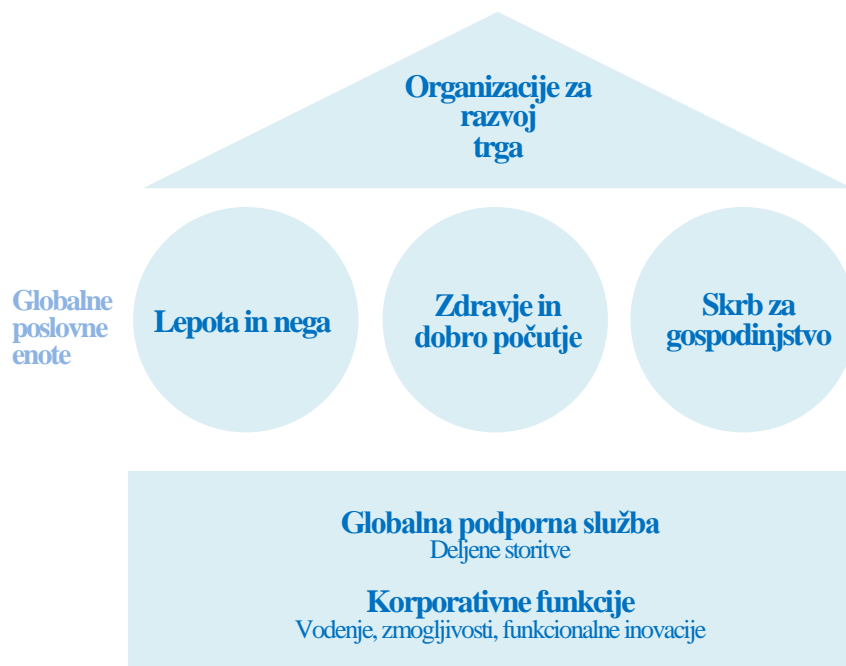 Organizacije za
razvoj
trga
Globalne
poslovne
enote
Lepota in nega
Zdravje in
dobro počutje
Skrb za
gospodinjstvo
Globalna podporna služba
Deljene storitve
Korporativne funkcije
Vodenje, zmogljivosti, funkcionalne inovacije